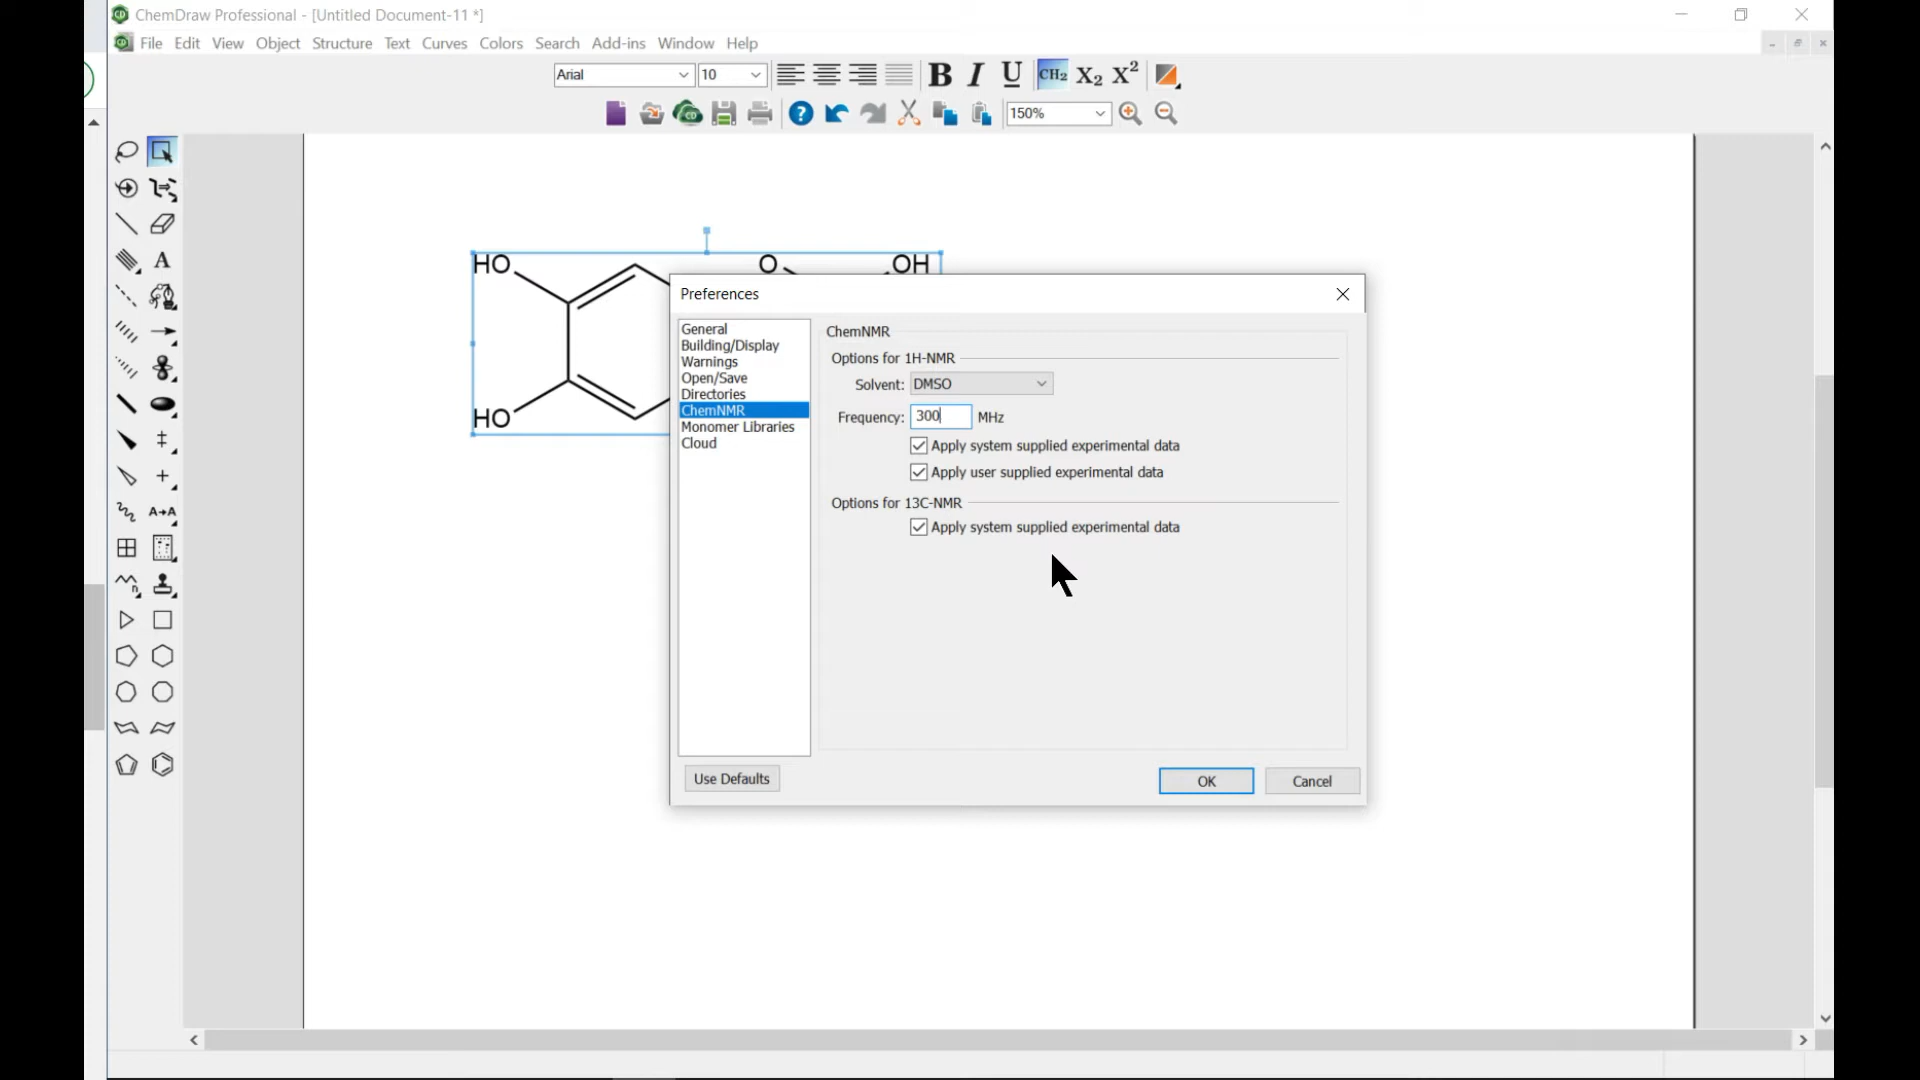 ChemDraw Professional - [Untitled Document-11 *]
File Edit View Object Structure Text Curves Colors Search Add-ins Window Help
Arial 10 B I U CH₂ X₂ X²
CD 150%
A
A→A
n
HO O OH
HO
Preferences
General
Building/Display
Warnings
Open/Save
Directories
ChemNMR
Monomer Libraries
Cloud
ChemNMR
Options for 1H-NMR
Solvent: DMSO
Frequency: 300 MHz
Apply system supplied experimental data
Apply user supplied experimental data
Options for 13C-NMR
Apply system supplied experimental data
Use Defaults OK Cancel